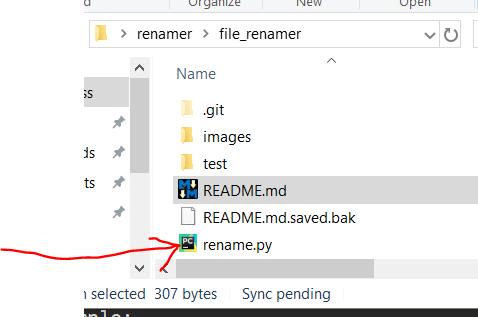 Organize New Open
renamer > file_renamer
Name
ss
.git
images
ds
test
ts
README.md
README.md.saved.bak
PC
rename.py
n selected 307 bytes Sync pending